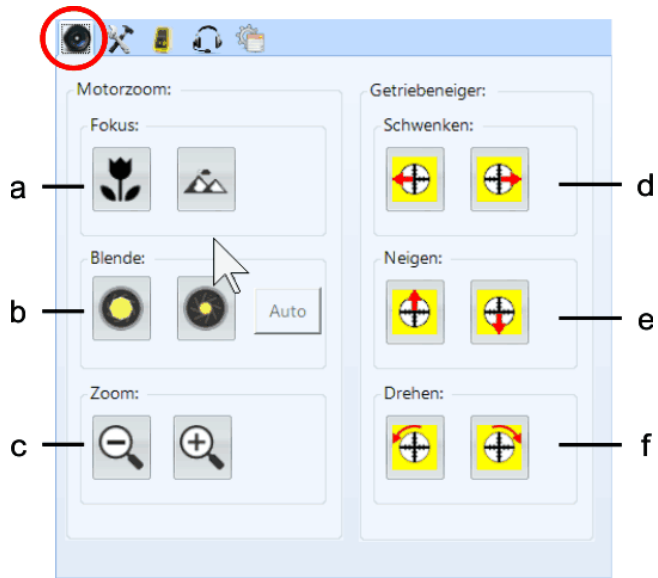 Motorzoom:
Fokus:
a
Blende:
b
Auto
Zoom:
c
Getriebeneiger:
Schwenken:
d
Neigen:
e
Drehen:
f